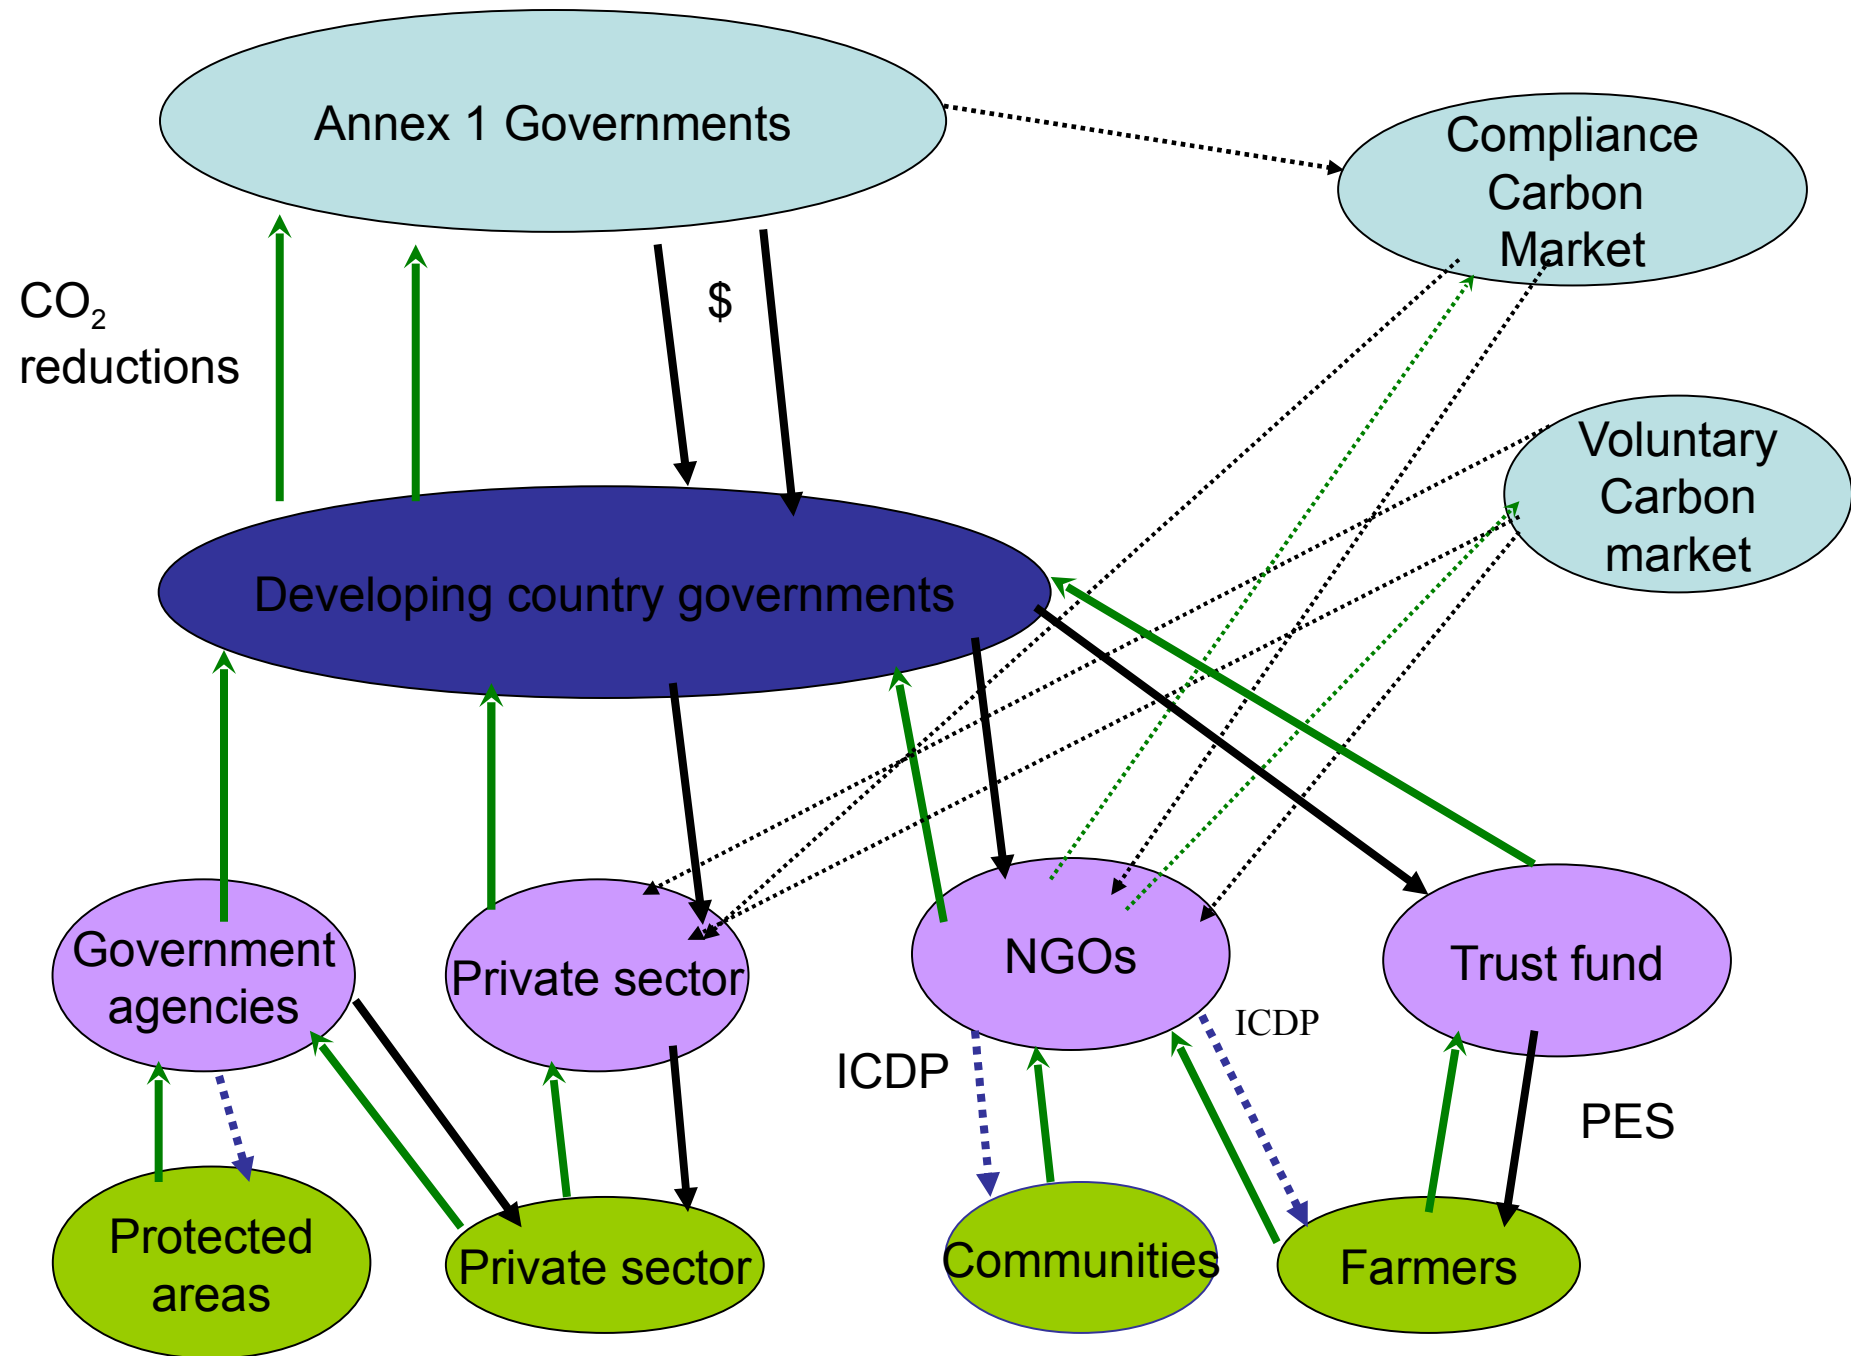 Annex 1 Governments
Compliance
Carbon
Market
CO₂
reductions
$
Voluntary
Carbon
market
Developing country governments
Government
agencies
Private sector
NGOs
Trust fund
ICDP
ICDP
PES
Protected
areas
Private sector
Communities
Farmers